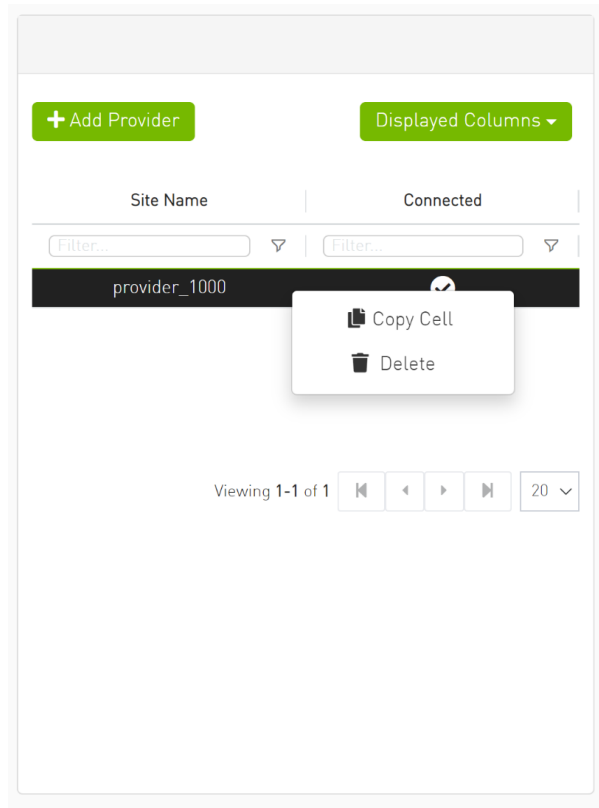 Add Provider
Displayed Columns
Site Name
Connected
Filter...
Filter...
provider_1000
Copy Cell
Delete
Viewing 1-1 of 1
20